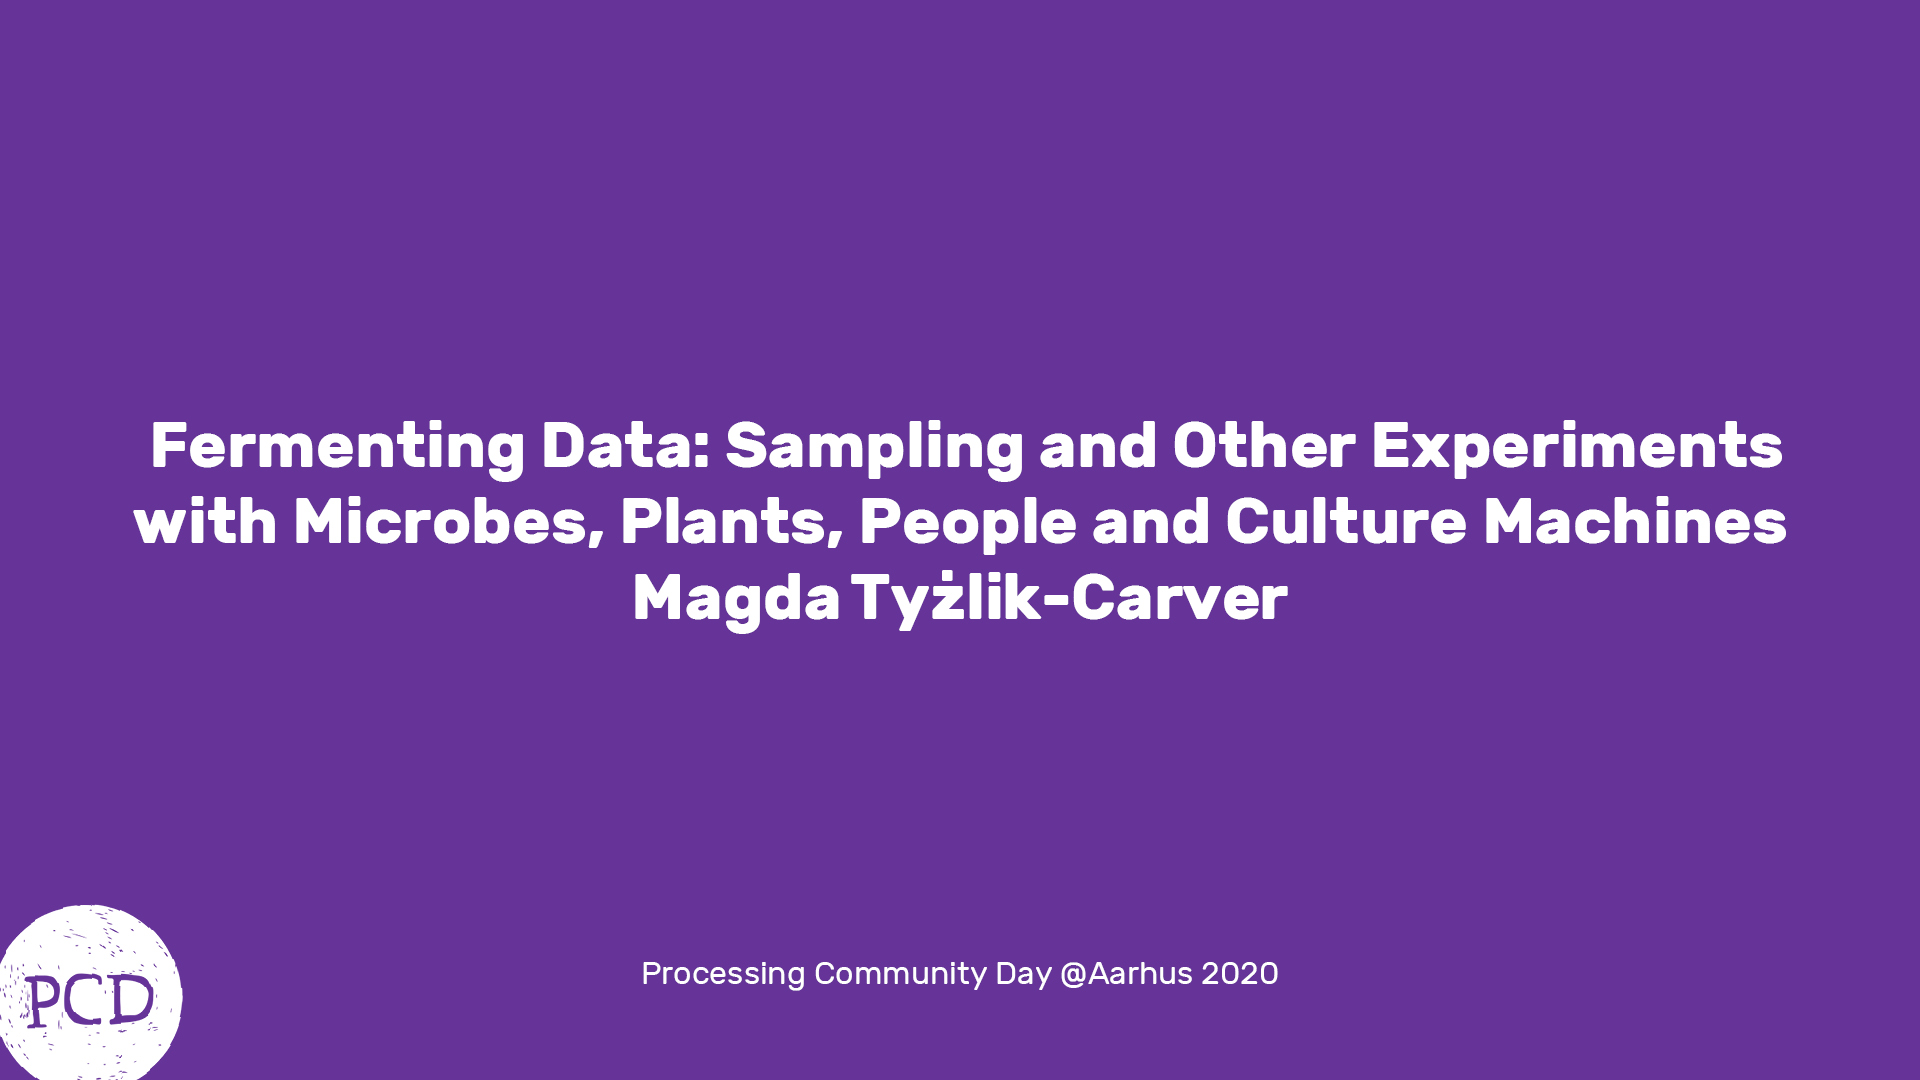 Fermenting Data: Sampling and Other Experiments
with Microbes, Plants, People and Culture Machines
Magda Tyżlik-Carver
Processing Community Day @Aarhus 2020
PCD